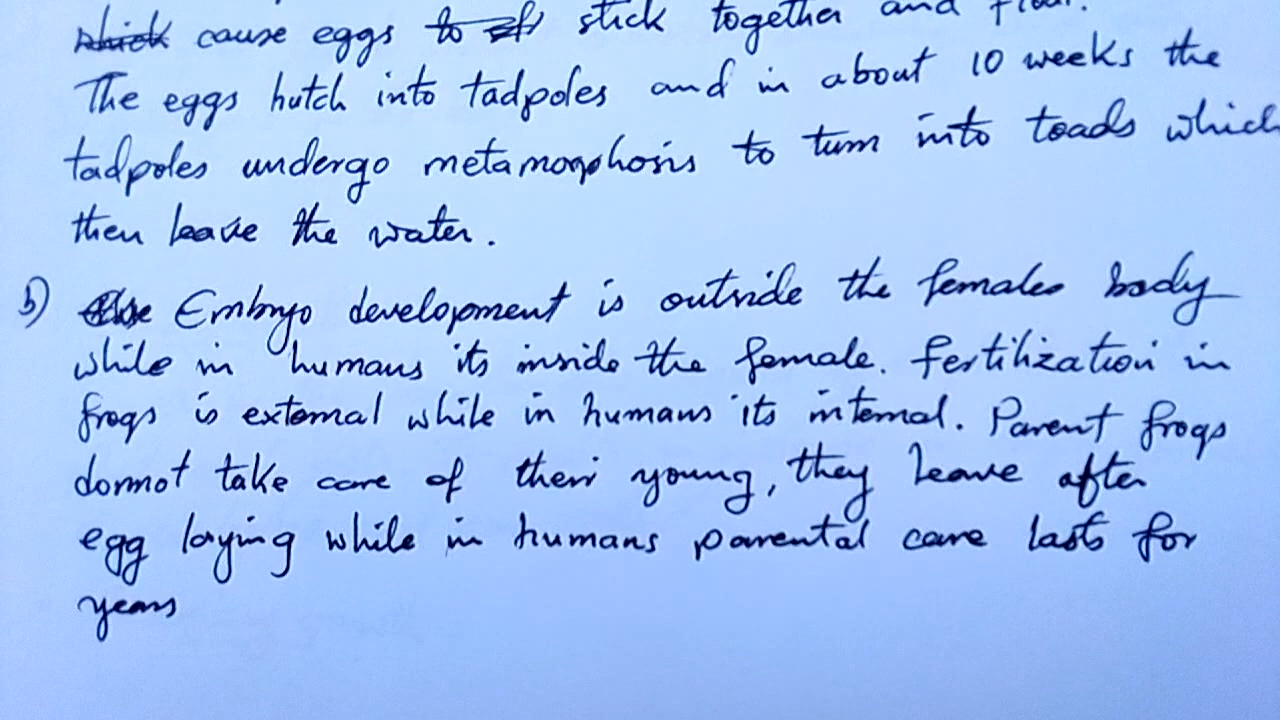 cause eggs stick together and float.
The eggs hutch into tadpoles and in about 10 weeks the
tadpoles undergo metamorphosis to turn into toads which
then leave the water.
b) Embryo development is outside the females body
while in humans its inside the female. Fertilization in
frogs is external while in humans its internal. Parent frogs
donnot take care of their young, they leave after
egg laying while in humans parental care lasts for
years